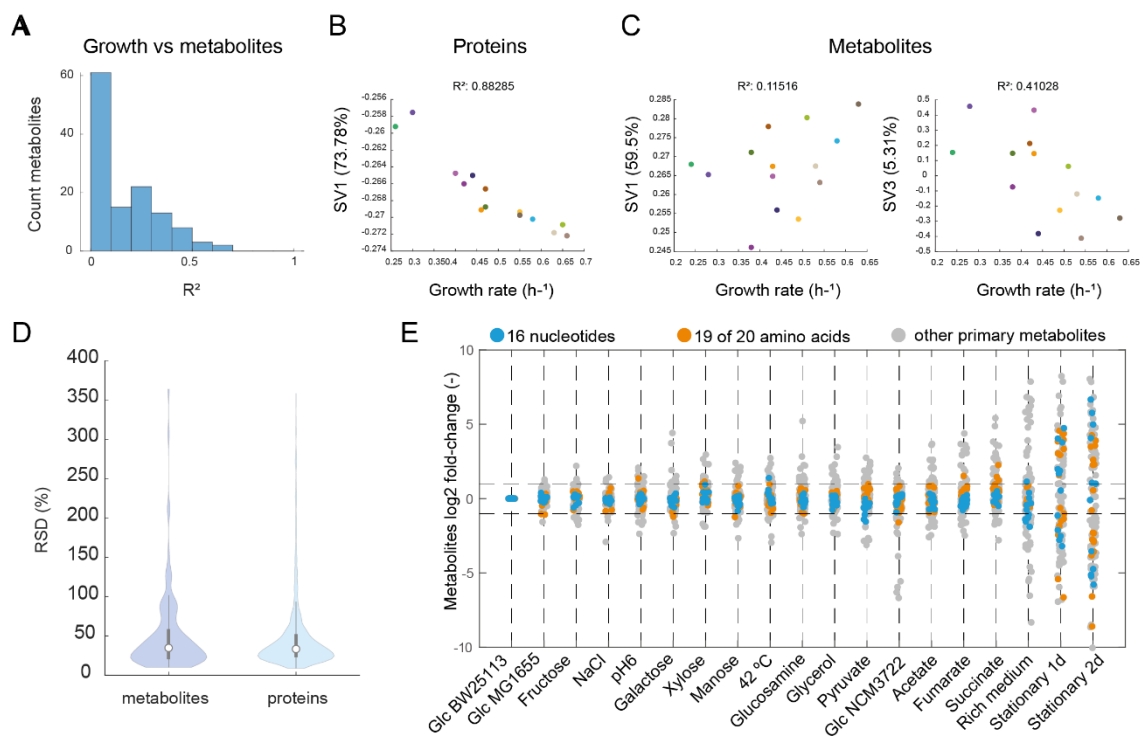 A
Growth vs metabolites
60
40
20
0
Count metabolites
0
0.5
1
R²
B
Proteins
R²: 0.88285
-0.256
-0.258
-0.26
-0.262
-0.264
-0.266
-0.268
-0.27
-0.272
-0.274
SV1 (73.78%)
0.25 0.3 0.35 0.4 0.45 0.5 0.55 0.6 0.65 0.7
Growth rate (h-¹)
C
Metabolites
R²: 0.11516
0.285
0.28
0.275
0.27
0.265
0.26
0.255
0.25
0.245
SV1 (59.5%)
0.2 0.25 0.3 0.35 0.4 0.45 0.5 0.55 0.6 0.65
Growth rate (h-¹)
R²: 0.41028
0.5
0.4
0.3
0.2
0.1
0
-0.1
-0.2
-0.3
-0.4
-0.5
SV3 (5.31%)
0.2 0.25 0.3 0.35 0.4 0.45 0.5 0.55 0.6 0.65
Growth rate (h-¹)
D
400
350
300
250
200
150
100
50
0
RSD (%)
metabolites
proteins
E
16 nucleotides
19 of 20 amino acids
other primary metabolites
10
5
0
-5
-10
Metabolites log2 fold-change (-)
Glc BW25113
Glc MG1655
Fructose
NaCl
pH6
Galactose
Xylose
Manose
42 °C
Glucosamine
Glycerol
Pyruvate
Glc NCM3722
Acetate
Fumarate
Succinate
Rich medium
Stationary 1d
Stationary 2d